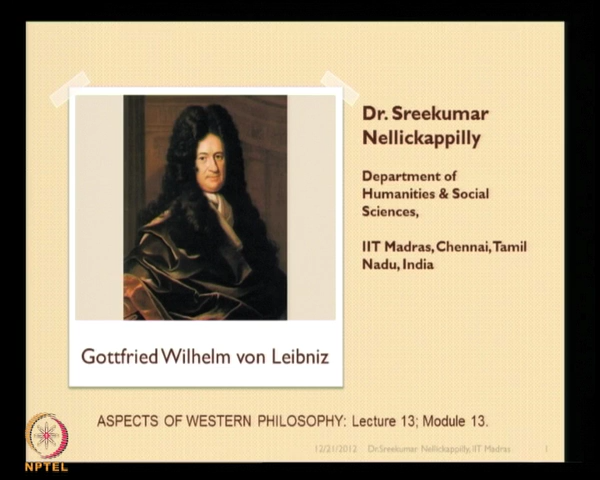 Dr. Sreekumar
Nellickappilly
Department of
Humanities & Social
Sciences,
IIT Madras, Chennai, Tamil
Nadu, India
Gottfried Wilhelm von Leibniz
ASPECTS OF WESTERN PHILOSOPHY: Lecture 13; Module 13.
12/21/2012 Dr.Sreekumar Nellickappilly, IIT Madras 1
NPTEL